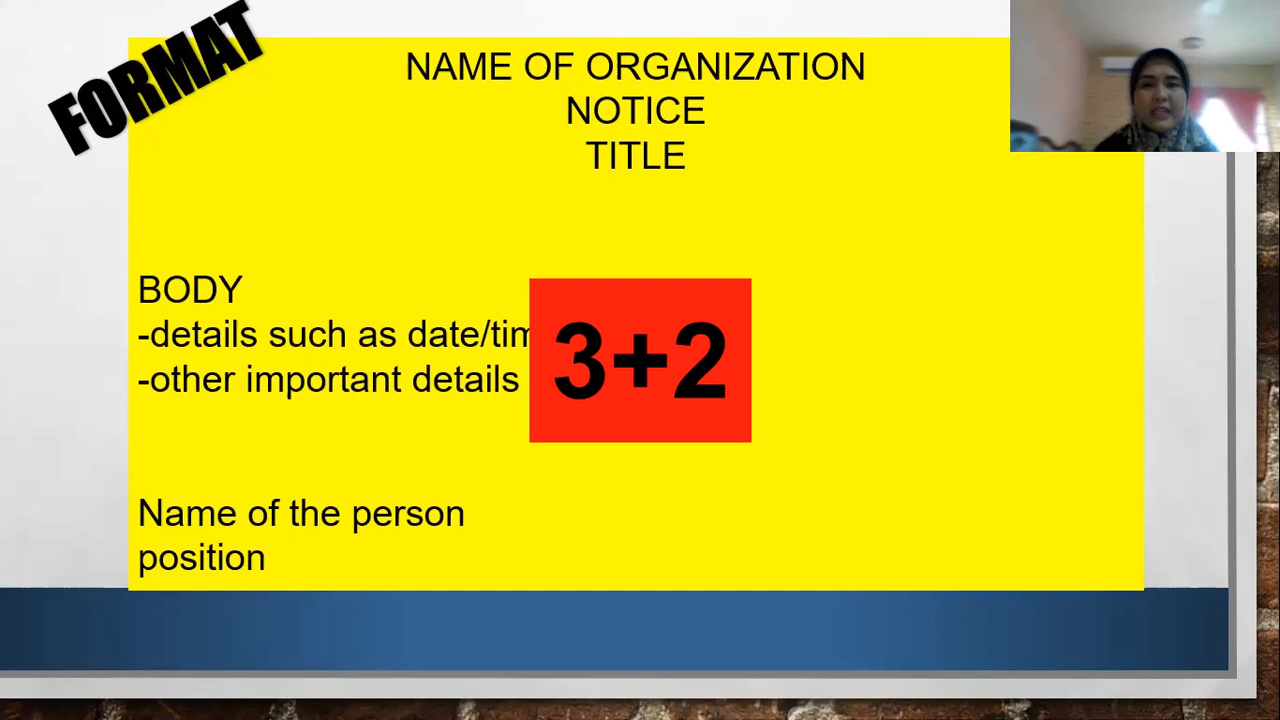 FORMAT
NAME OF ORGANIZATION
NOTICE
TITLE
BODY
-details such as date/tim
-other important details
3+2
Name of the person
position